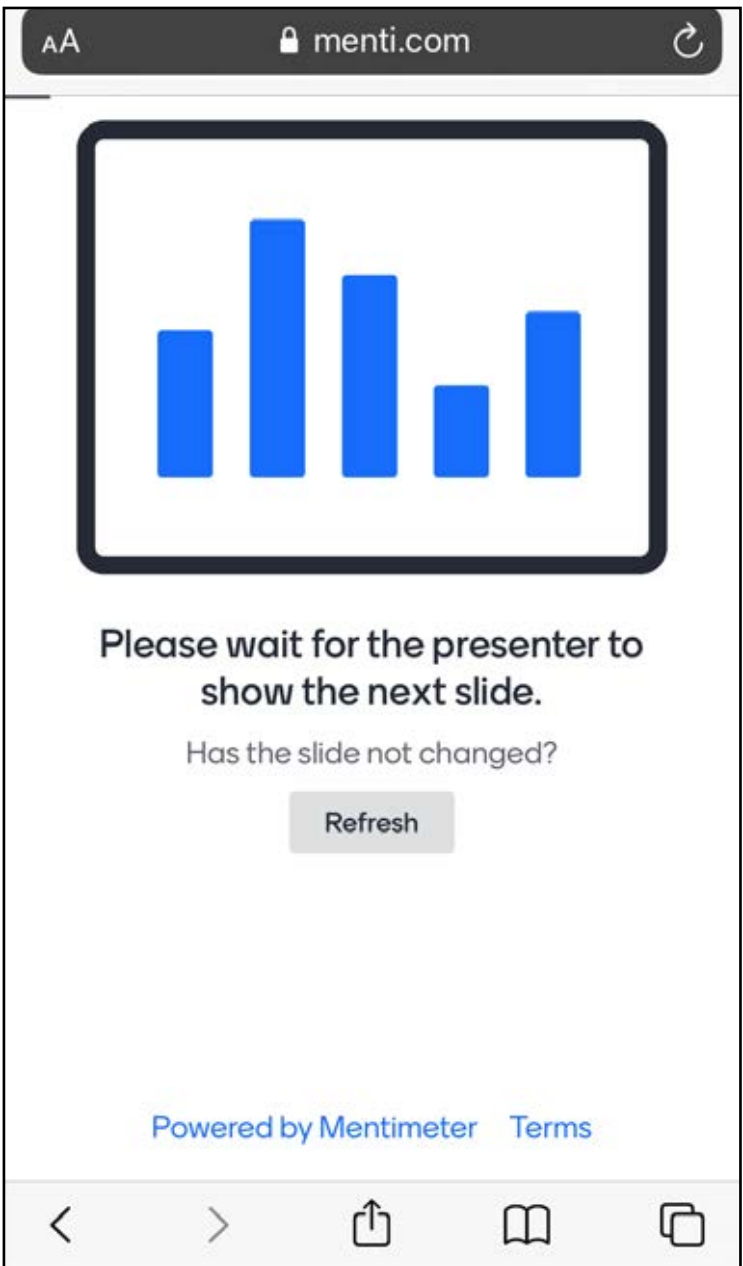 AA
menti.com
Please wait for the presenter to
show the next slide.
Has the slide not changed?
Refresh
Powered by Mentimeter Terms